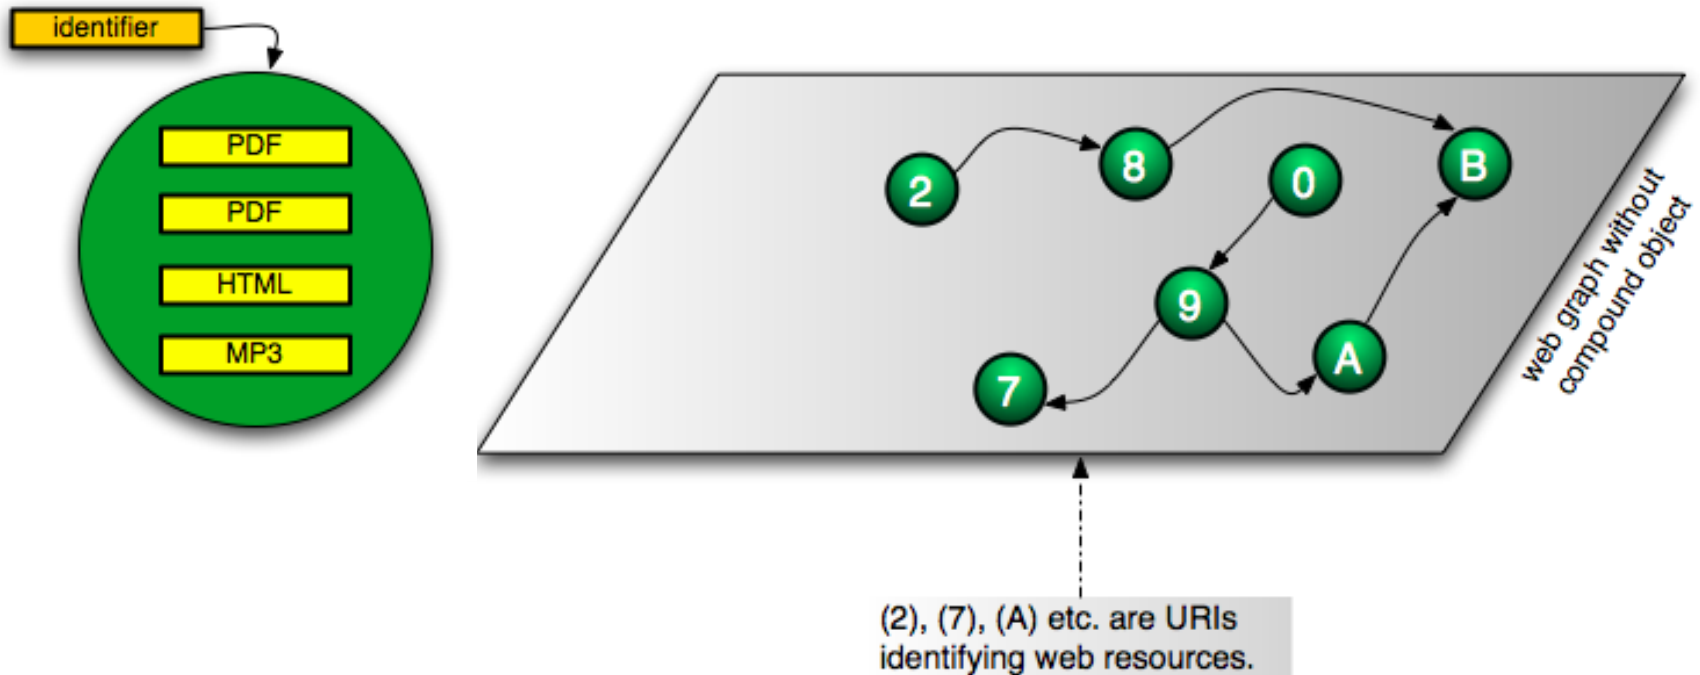 identifier
PDF
PDF
HTML
MP3
2
8
0
B
9
A
7
web graph without
compound object
(2), (7), (A) etc. are URIs
identifying web resources.